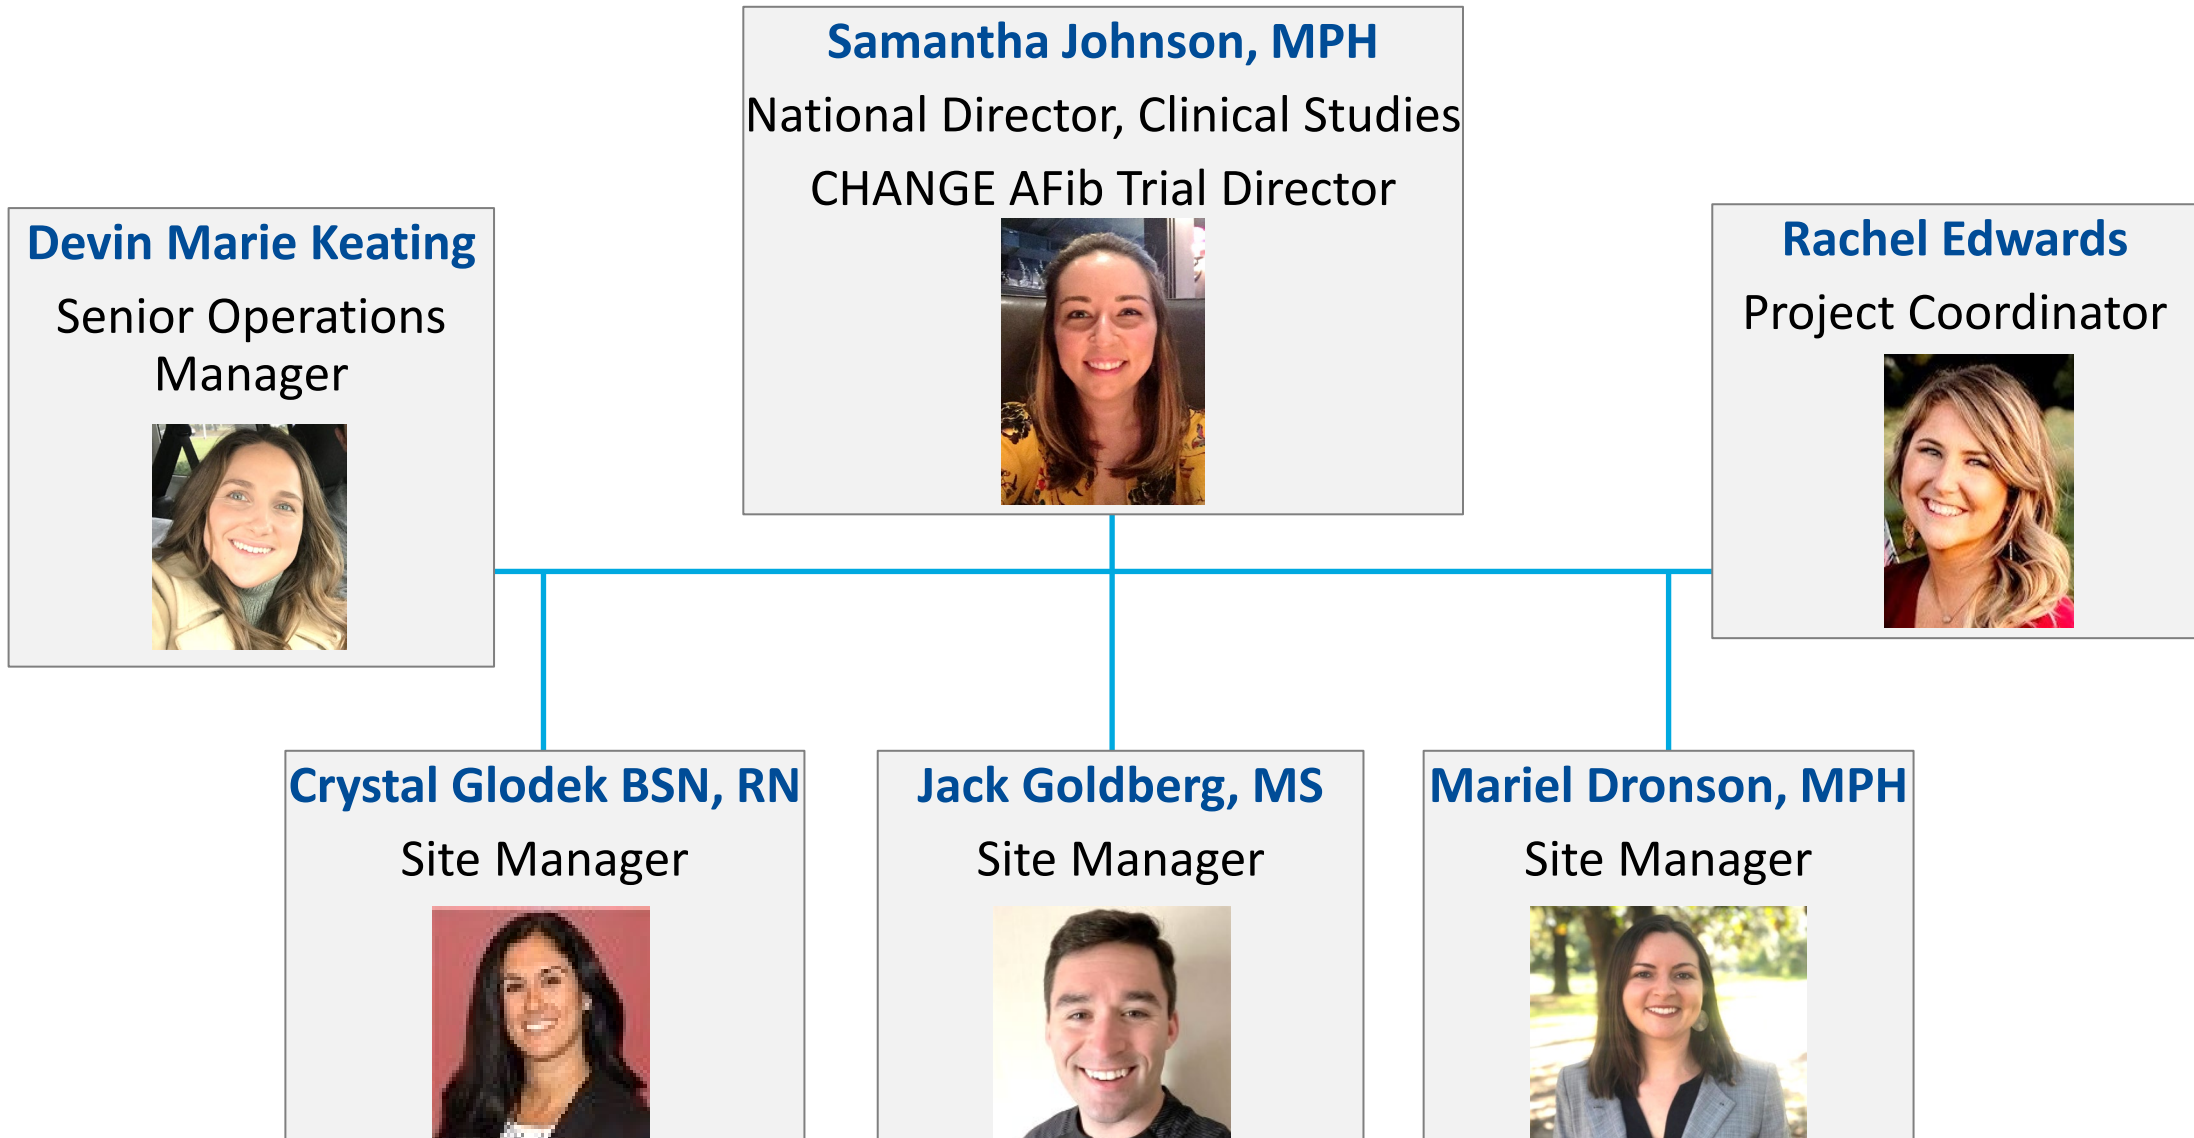 Samantha Johnson, MPH
National Director, Clinical Studies
CHANGE AFib Trial Director
Devin Marie Keating
Senior Operations
Manager
Rachel Edwards
Project Coordinator
Crystal Glodek BSN, RN
Site Manager
Jack Goldberg, MS
Site Manager
Mariel Dronson, MPH
Site Manager